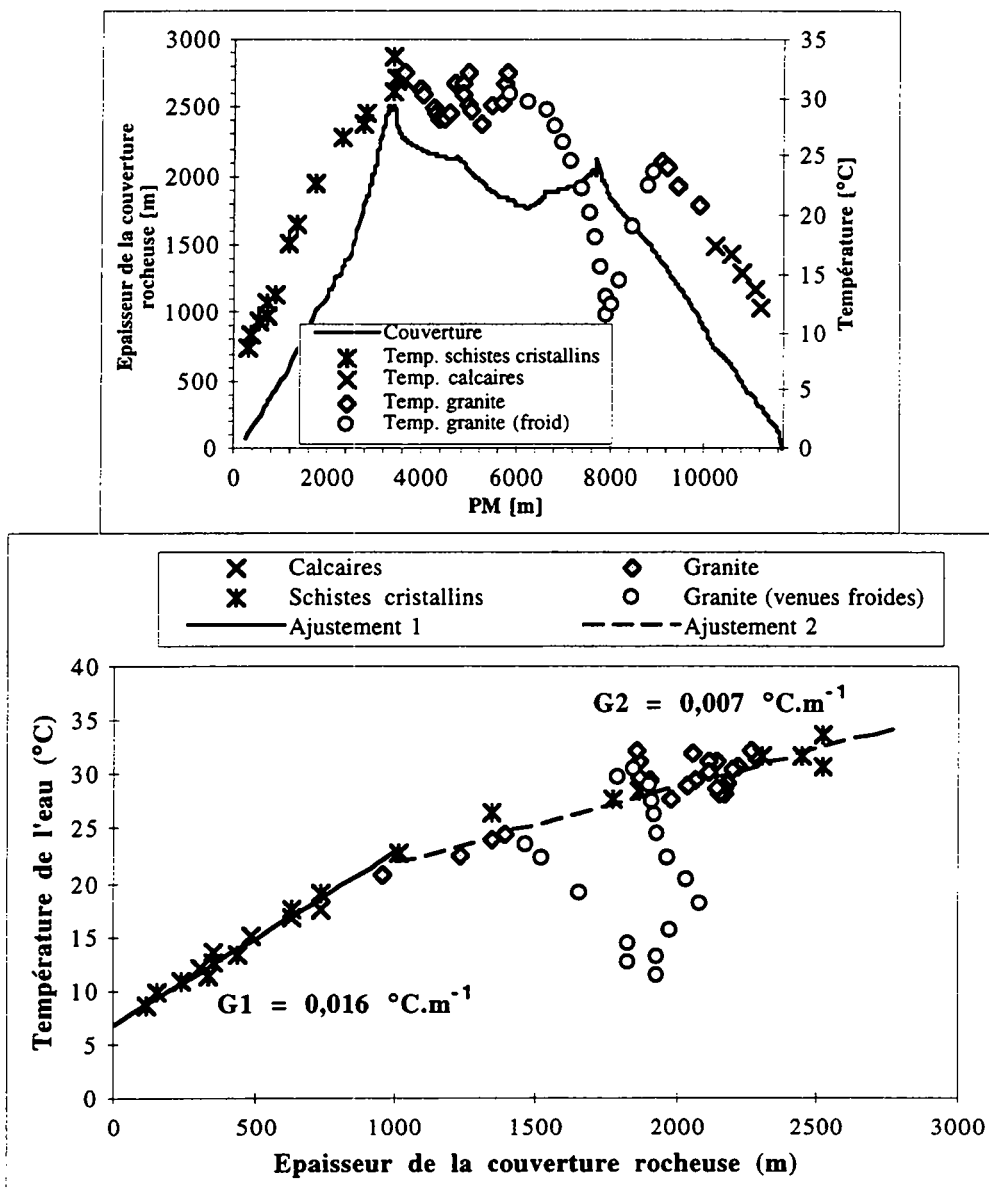 3000
2500
2000
1500
1000
500
0
Epaisseur de la couverture
rocheuse [m]
35
30
25
20
15
10
5
0
Température [°C]
Couverture
Temp. schistes cristallins
Temp. calcaires
Temp. granite
Temp. granite (froid)
0 2000 4000 6000 8000 10000
PM [m]
Calcaires Granite
Schistes cristallins Granite (venues froides)
Ajustement 1 Ajustement 2
40
35
30
25
20
15
10
5
0
Température de l'eau (°C)
G2 = 0,007 °C.m-1
G1 = 0,016 °C.m-1
0 500 1000 1500 2000 2500 3000
Epaisseur de la couverture rocheuse (m)